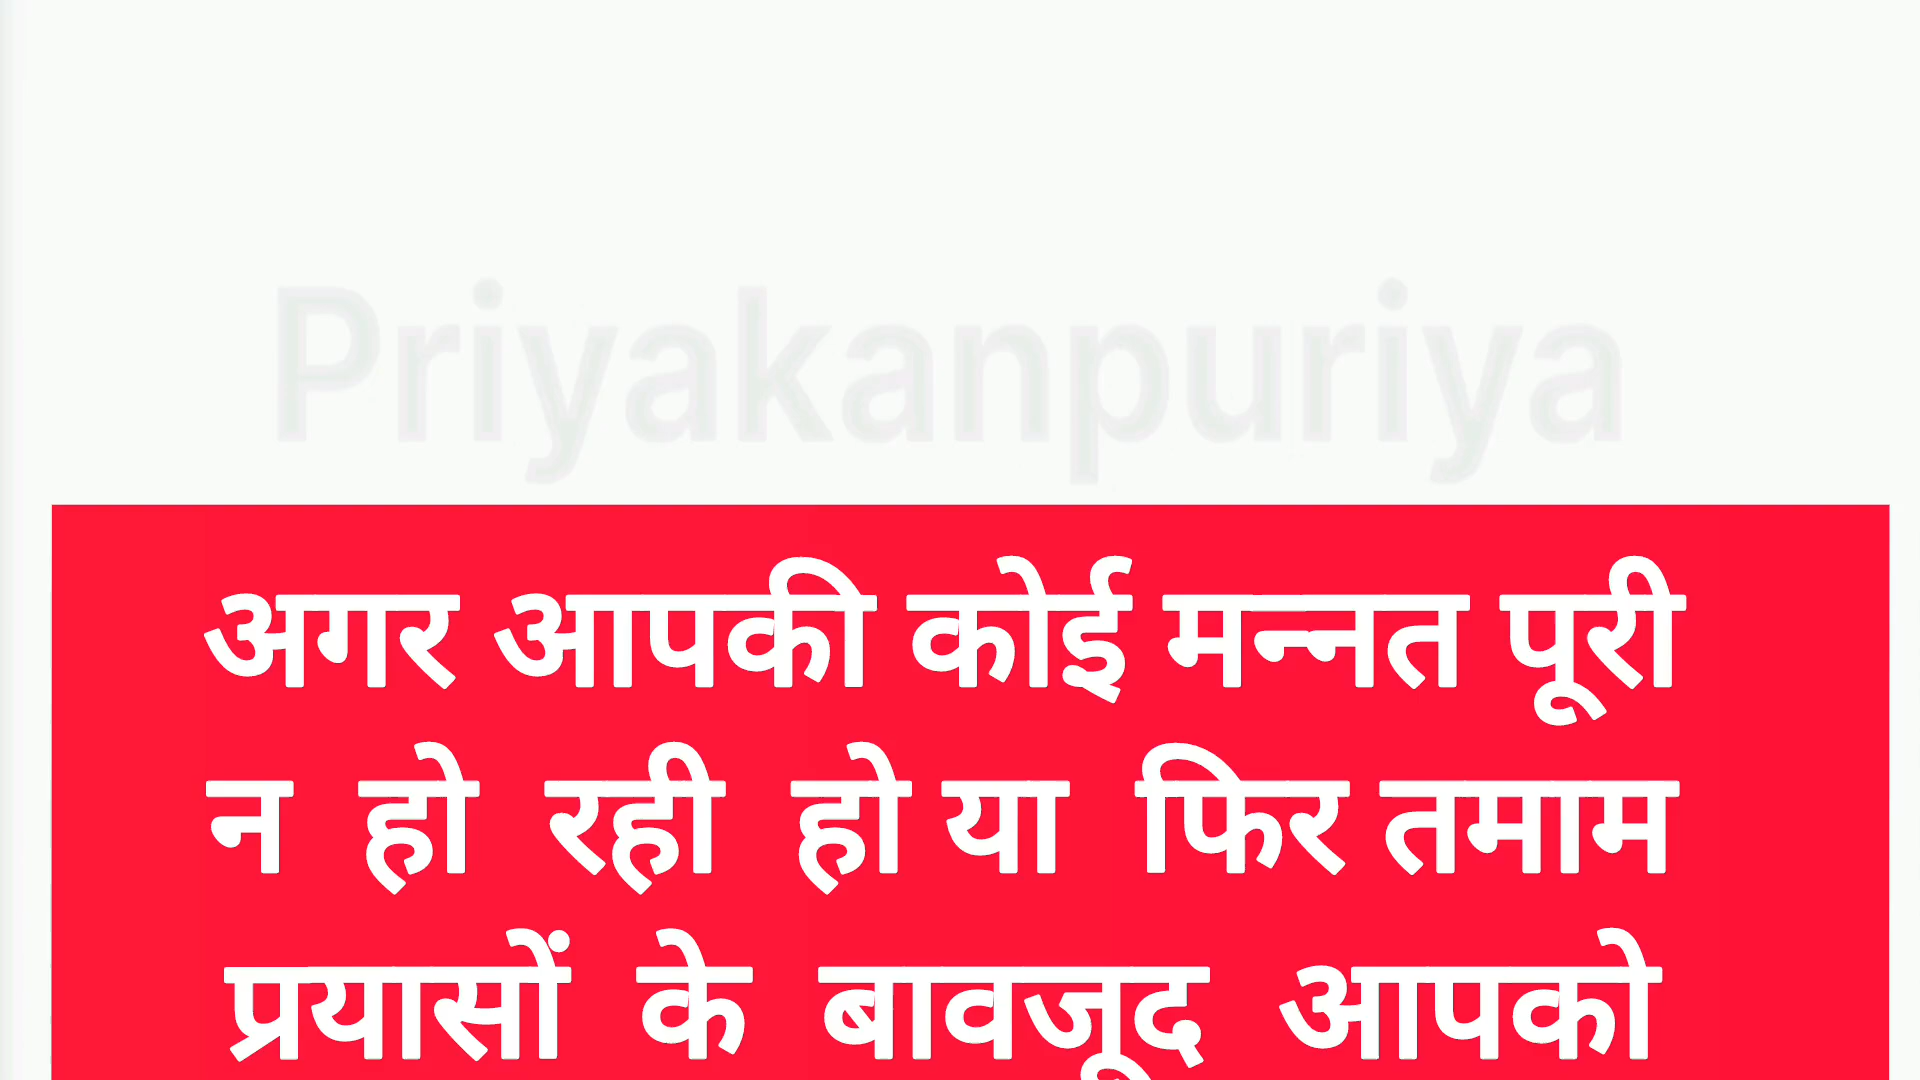 Priyakanpuriya
अगर आपकी कोई मन्नत पूरी
न हो रही हो या फिर तमाम
प्रयासों के बावजूद आपको